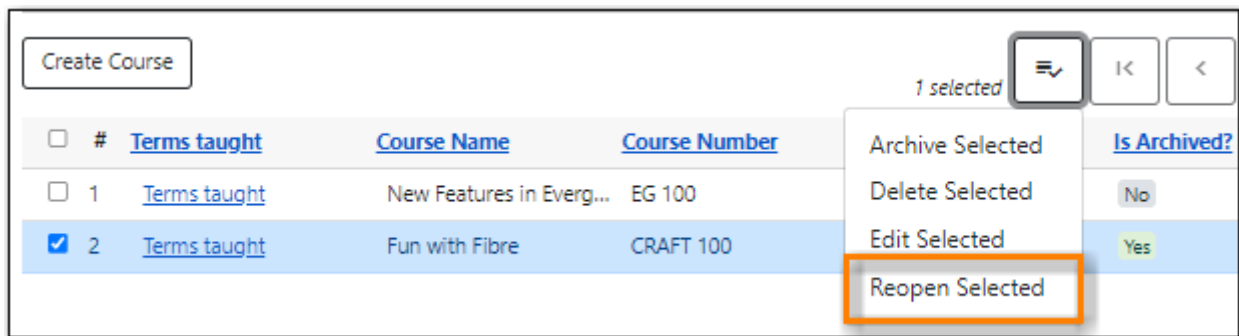 Create Course
1 selected
# Terms taught Course Name Course Number Is Archived?
1 Terms taught New Features in Everg... EG 100 No
2 Terms taught Fun with Fibre CRAFT 100 Yes
Archive Selected
Delete Selected
Edit Selected
Reopen Selected